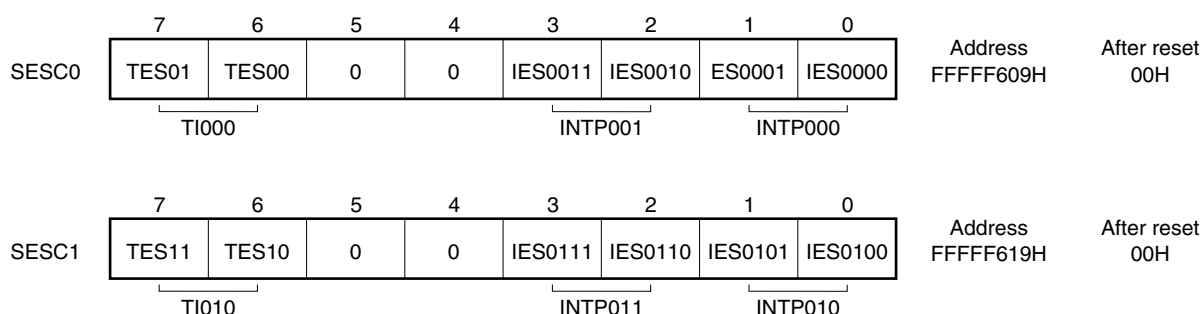 7 6 5 4 3 2 1 0
Address After reset
SESC0 TES01 TES00 0 0 IES0011 IES0010 ES0001 IES0000 FFFFF609H 00H
TI000 INTP001 INTP000
7 6 5 4 3 2 1 0
Address After reset
SESC1 TES11 TES10 0 0 IES0111 IES0110 IES0101 IES0100 FFFFF619H 00H
TI010 INTP011 INTP010